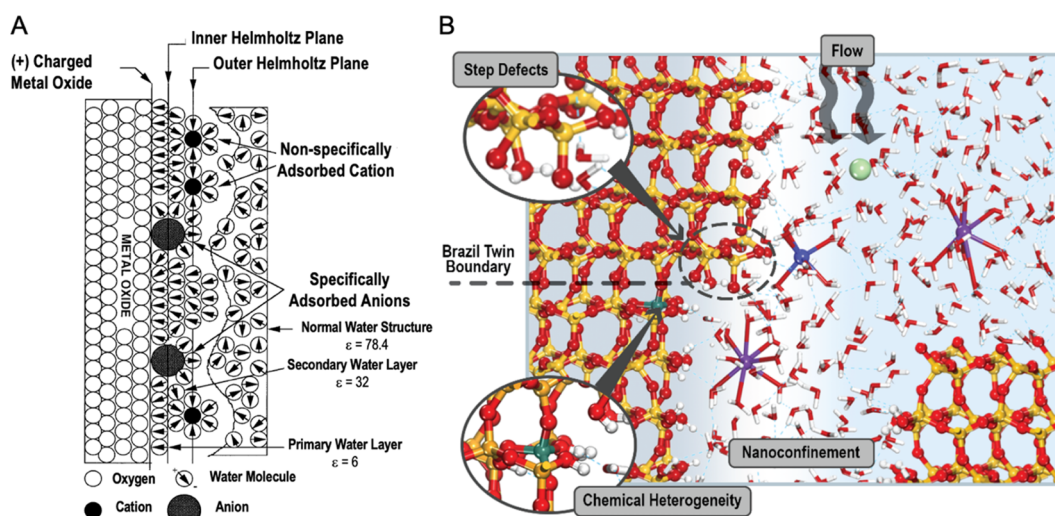 A
Inner Helmholtz Plane
(+) Charged
Metal Oxide
Outer Helmholtz Plane
Non-specifically
Adsorbed Cation
METAL OXIDE
Specifically
Adsorbed Anions
Normal Water Structure
ε = 78.4
Secondary Water Layer
ε = 32
Primary Water Layer
ε = 6
Oxygen
+
-
Water Molecule
Cation
Anion
B
Step Defects
Flow
Brazil Twin
Boundary
Nanoconfinement
Chemical Heterogeneity